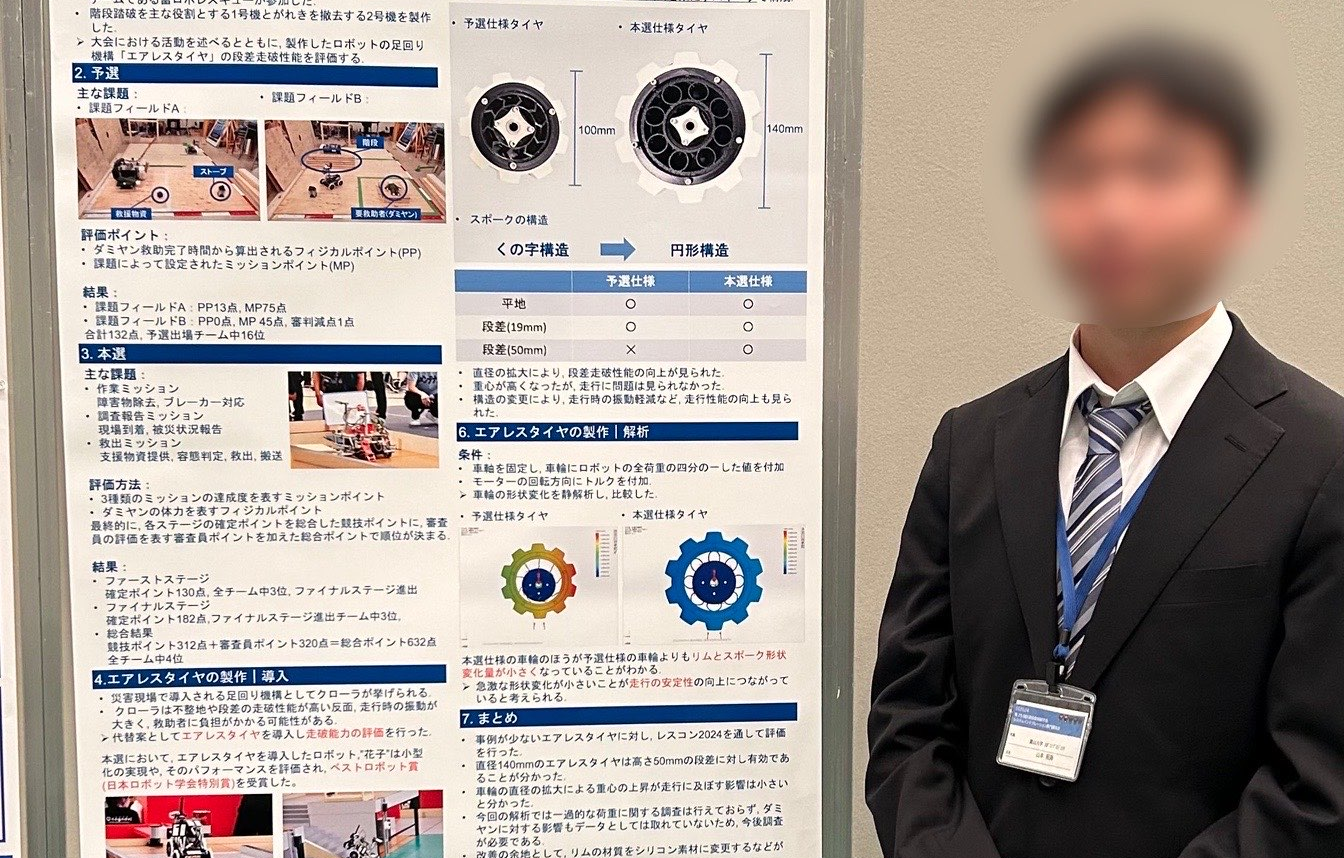 階段踏破を主な役割とする1号機とがれきを撤去する2号機を製作
した.
大会における活動を述べるとともに, 製作したロボットの足回り
機構「エアレスタイヤ」の段差走破性能を評価する.
2. 予選
主な課題：
・課題フィールドA：
・課題フィールドB：
ストーブ
救援物資
階段
要救助者(ダミヤン)
評価ポイント：
・ダミヤン救助完了時間から算出されるフィジカルポイント(PP)
・課題によって設定されたミッションポイント(MP)
結果：
・課題フィールドA：PP13点, MP75点
・課題フィールドB：PP0点, MP 45点, 審判減点1点
合計132点, 予選出場チーム中16位
3. 本選
主な課題：
・作業ミッション
障害物除去, ブレーカー対応
・調査報告ミッション
現場到着, 被災状況報告
・救出ミッション
支援物資提供, 容態判定, 救出, 搬送
評価方法：
・3種類のミッションの達成度を表すミッションポイント
・ダミヤンの体力を表すフィジカルポイント
最終的に, 各ステージの確定ポイントを総合した競技ポイントに, 審査
員の評価を表す審査員ポイントを加えた総合ポイントで順位が決まる.
結果：
・ファーストステージ
確定ポイント130点, 全チーム中3位, ファイナルステージ進出
・ファイナルステージ
確定ポイント182点,ファイナルステージ進出チーム中3位,
・総合結果
競技ポイント312点＋審査員ポイント320点＝総合ポイント632点
全チーム中4位
4.エアレスタイヤの製作｜導入
・災害現場で導入される足回り機構としてクローラが挙げられる.
・クローラは不整地や段差の走破性能が高い反面, 走行時の振動が
大きく, 救助者に負担がかかる可能性がある.
➢代替案としてエアレスタイヤを導入し走破能力の評価を行った.
本選において, エアレスタイヤを導入したロボット,"花子"は小型
化の実現や, そのパフォーマンスを評価され, ベストロボット賞
(日本ロボット学会特別賞)を受賞した。
・予選仕様タイヤ
・本選仕様タイヤ
100mm
140mm
・スポークの構造
くの字構造
円形構造
予選仕様 本選仕様
平地 〇 〇
段差(19mm) 〇 〇
段差(50mm) × 〇
・直径の拡大により, 段差走破性能の向上が見られた.
・重心が高くなったが, 走行に問題は見られなかった.
・構造の変更により, 走行時の振動軽減など, 走行性能の向上も見ら
れた.
6. エアレスタイヤの製作｜解析
条件：
・車軸を固定し, 車輪にロボットの全荷重の四分の一した値を付加
・モーターの回転方向にトルクを付加.
➢車輪の形状変化を静解析し, 比較した.
・予選仕様タイヤ
・本選仕様タイヤ
本選仕様の車輪のほうが予選仕様の車輪よりもリムとスポーク形状
変化量が小さくなっていることがわかる.
➢急激な形状変化が小さいことが走行の安定性の向上につながって
いると考えられる.
7. まとめ
・事例が少ないエアレスタイヤに対し, レスコン2024を通して評価
を行った.
・直径140mmのエアレスタイヤは高さ50mmの段差に対し有効であ
ることが分かった.
・車輪の直径の拡大による重心の上昇が走行に及ぼす影響は小さい
と分かった.
・今回の解析では一過的な荷重に関する調査は行えておらず, ダミ
ヤンに対する影響もデータとしては取れていないため, 今後調査
が必要である.
・改善の余地として, リムの材質をシリコン素材に変更するなどが